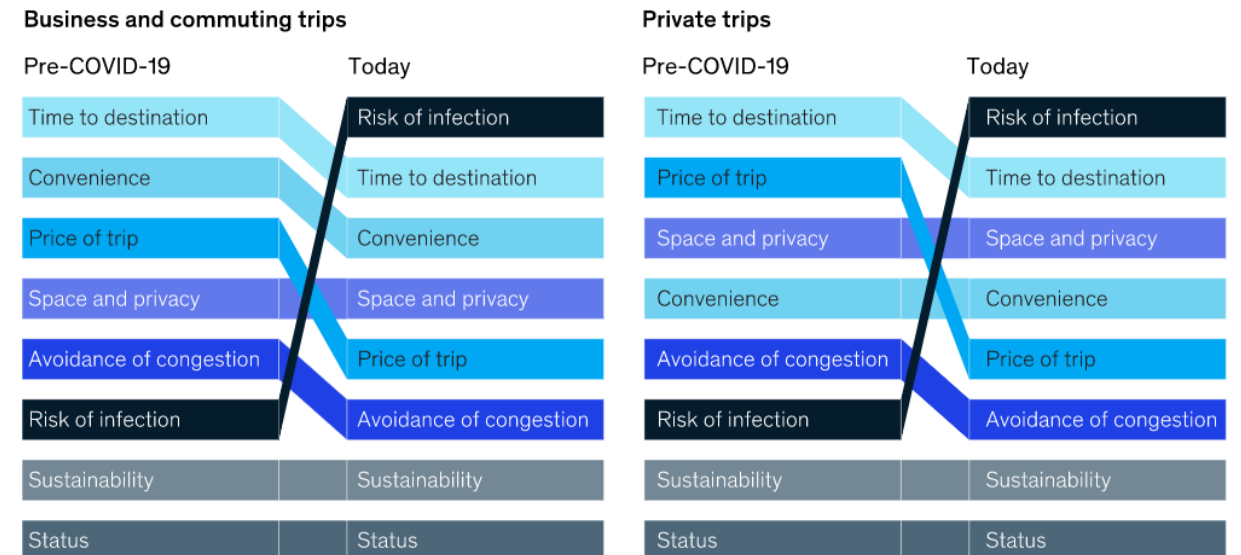 Business and commuting trips
Pre-COVID-19
Today
Time to destination
Risk of infection
Convenience
Time to destination
Price of trip
Convenience
Space and privacy
Space and privacy
Avoidance of congestion
Price of trip
Risk of infection
Avoidance of congestion
Sustainability
Sustainability
Status
Status
Private trips
Pre-COVID-19
Today
Time to destination
Risk of infection
Price of trip
Time to destination
Space and privacy
Space and privacy
Convenience
Convenience
Avoidance of congestion
Price of trip
Risk of infection
Avoidance of congestion
Sustainability
Sustainability
Status
Status